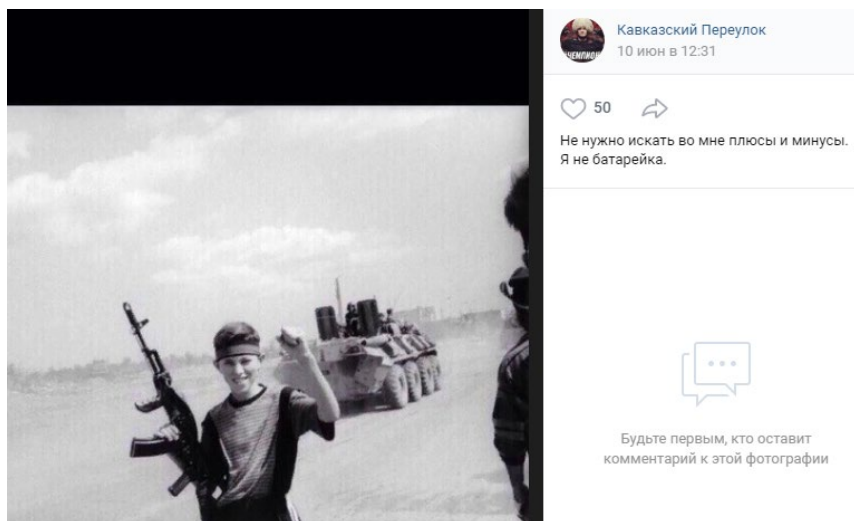 Кавказский Переулок
10 июн в 12:31
ЧЕМПИОН
50
Не нужно искать во мне плюсы и минусы.
Я не батарейка.
Будьте первым, кто оставит
комментарий к этой фотографии